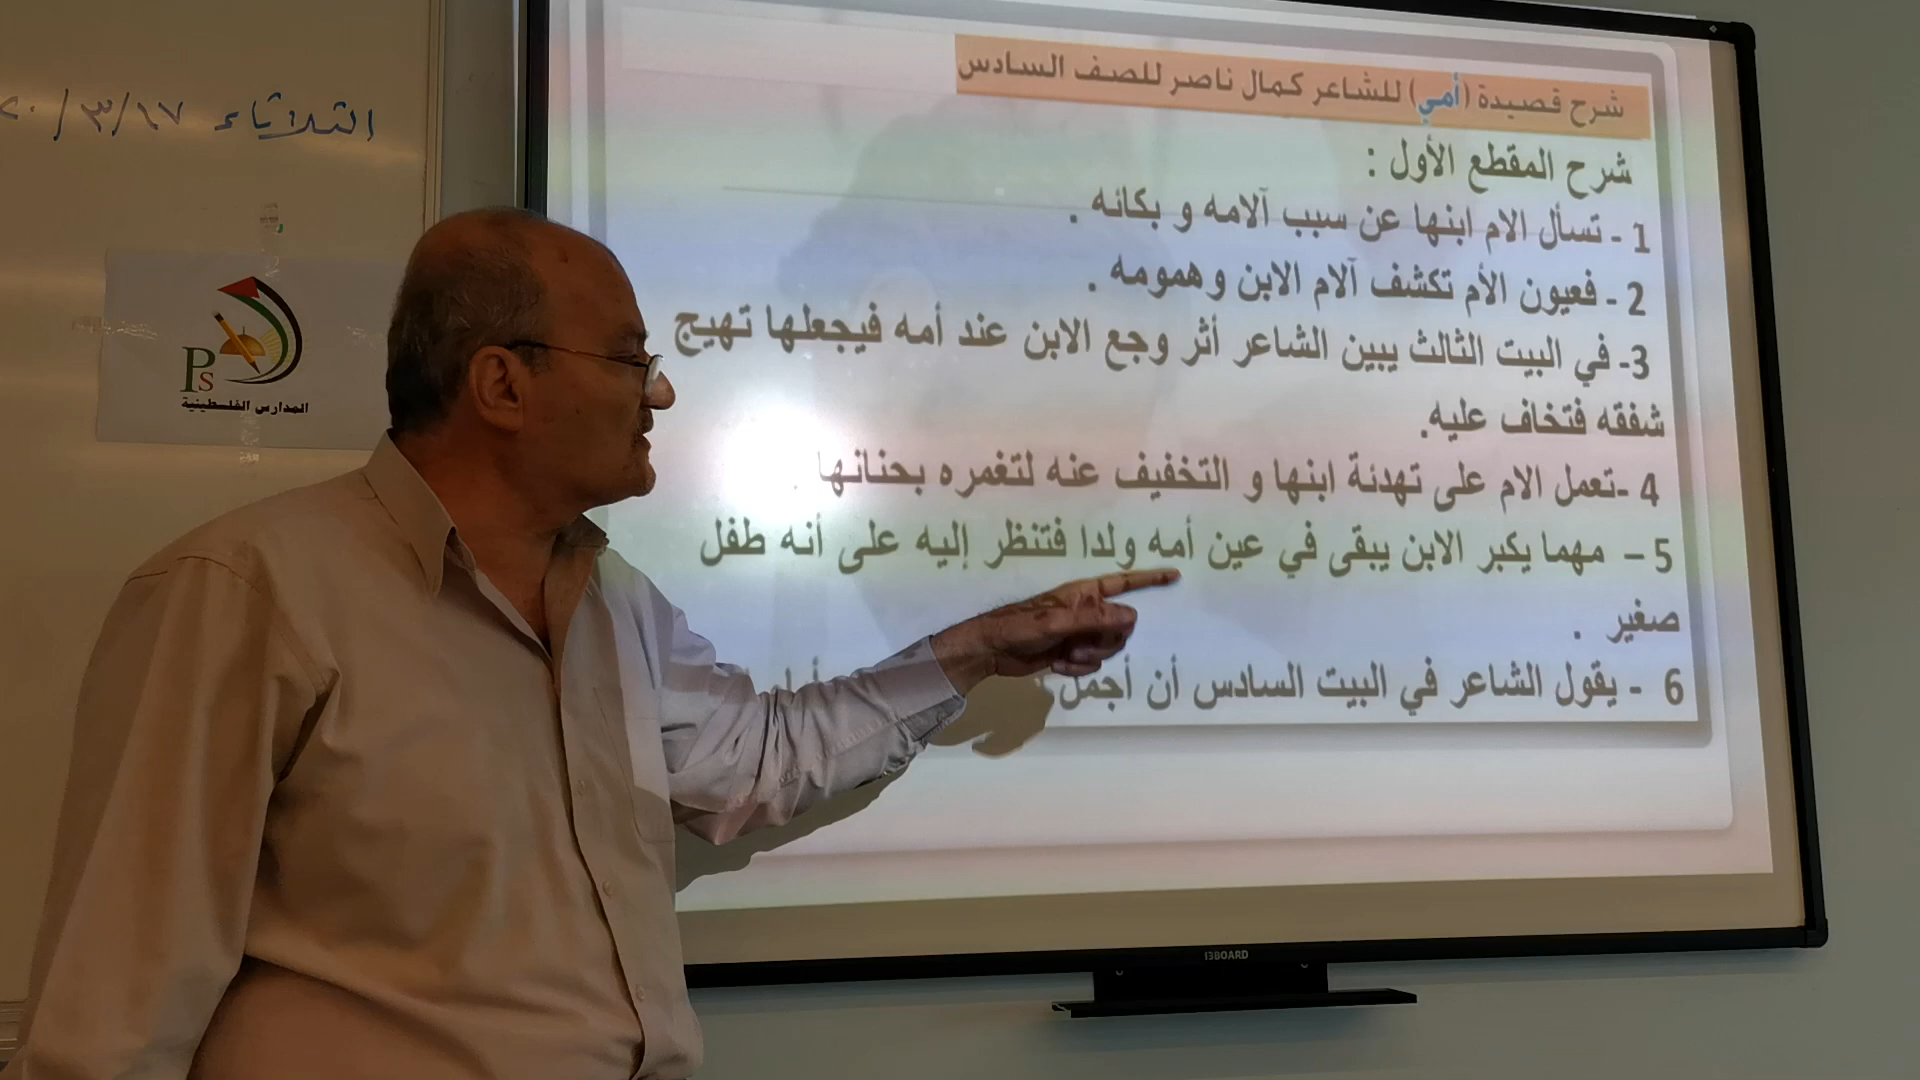 الثلاثاء ١٧/٣/٢٠
PS
المدارس الفلسطينية
شرح قصيدة (أمي) للشاعر كمال ناصر للصف السادس
شرح المقطع الأول :
1 - تسأل الام ابنها عن سبب آلامه و بكائه .
2 - فعيون الأم تكشف آلام الابن وهمومه .
3- في البيت الثالث يبين الشاعر أثر وجع الابن عند أمه فيجعلها تهيج
شفقه فتخاف عليه.
4 -تعمل الام على تهدئة ابنها و التخفيف عنه لتغمره بحنانها .
5 – مهما يكبر الابن يبقى في عين أمه ولدا فتنظر إليه على أنه طفل
صغير .
6 - يقول الشاعر في البيت السادس أن أجمل
I3BOARD